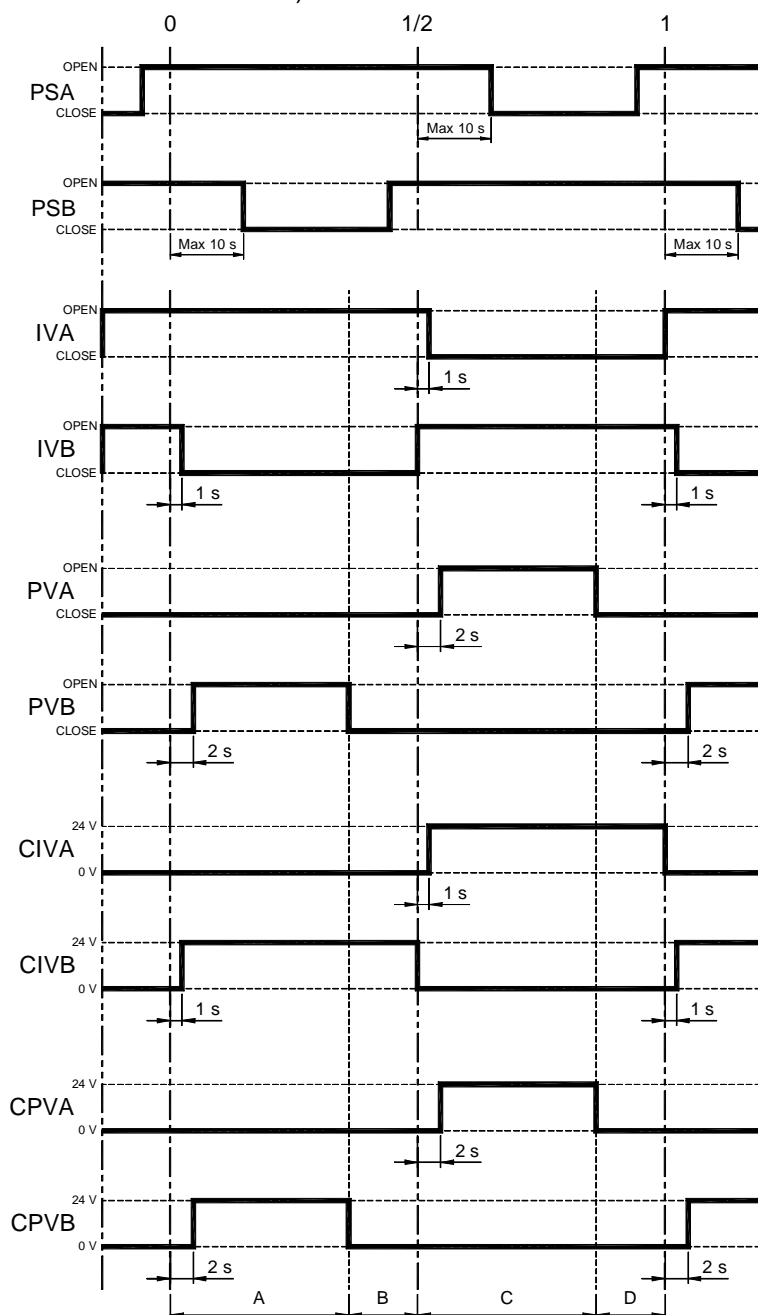 0 1/2 1
OPEN
PSA
CLOSE
Max 10 s
OPEN
PSB
CLOSE
Max 10 s Max 10 s
OPEN
IVA
CLOSE
1 s
OPEN
IVB
CLOSE
1 s 1 s
OPEN
PVA
CLOSE
2 s
OPEN
PVB
CLOSE
2 s 2 s
24 V
CIVA
0 V
1 s
24 V
CIVB
0 V
1 s 1 s
24 V
CPVA
0 V
2 s
24 V
CPVB
0 V
2 s 2 s
A B C D